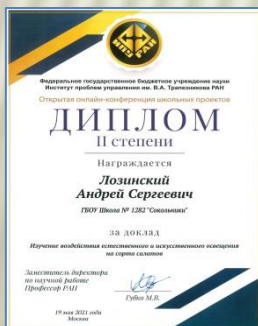 ИПУ РАН
Федеральное государственное бюджетное учреждение науки
Институт проблем управления им. В.А. Трапезникова РАН
Открытая онлайн-конференция школьных проектов
ДИПЛОМ
II степени
Награждается
Лозинский
Андрей Сергеевич
ГБОУ Школа № 1282 "Сокольники"
за доклад
Изучение воздействия естественного и искусственного освещения
на сорта салатов
Заместитель директора
по научной работе
Профессор РАН
Губко М.В.
19 мая 2021 года
Москва